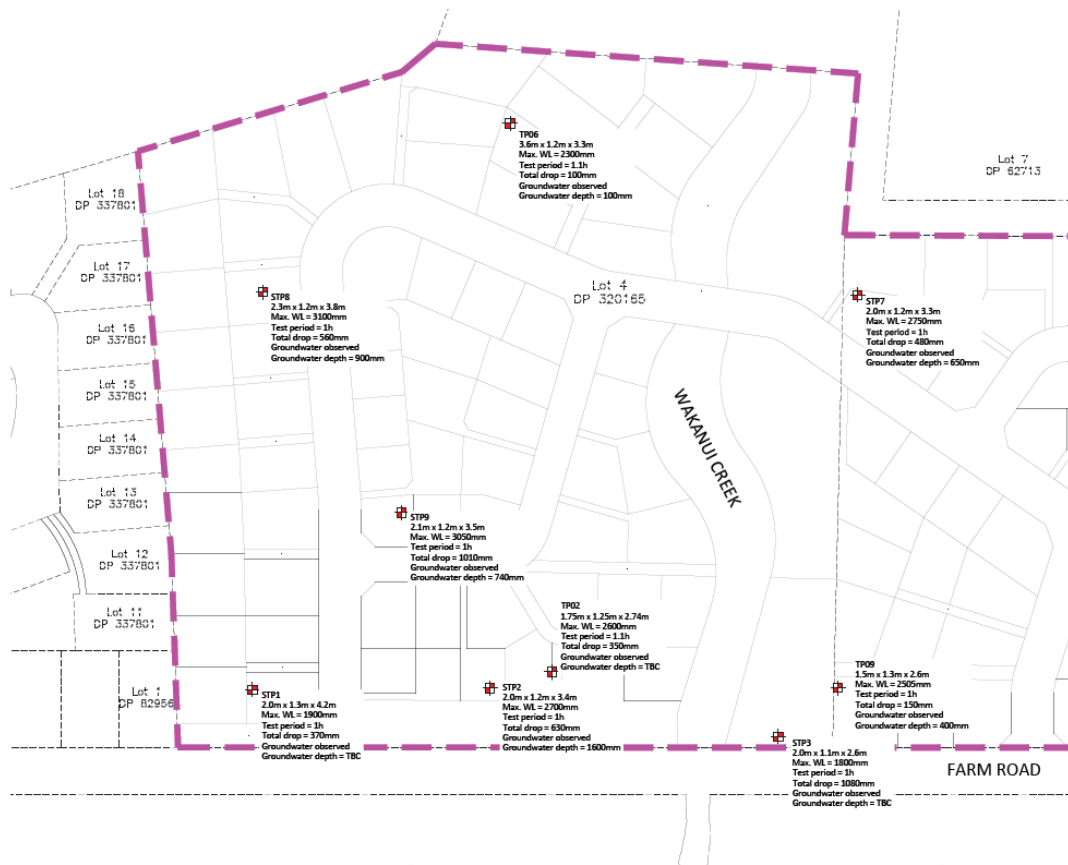 TP06
3.6m x 1.2m x 3.3m
Max. WL = 2300mm
Test period = 1.1h
Total drop = 100mm
Groundwater observed
Groundwater depth = 100mm
Lot 7
DP 62713
Lot 18
DP 337801
Lot 17
DP 337801
Lot 4
DP 320165
STP8
2.3m x 1.2m x 3.8m
Max. WL = 3100mm
Test period = 1h
Total drop = 560mm
Groundwater observed
Groundwater depth = 900mm
STP7
2.0m x 1.2m x 3.3m
Max. WL = 2750mm
Test period = 1h
Total drop = 480mm
Groundwater observed
Groundwater depth = 650mm
Lot 16
DP 337801
Lot 15
DP 337801
Lot 14
DP 337801
Lot 13
DP 337801
WAKANUI CREEK
STP9
2.1m x 1.2m x 3.5m
Max. WL = 3050mm
Test period = 1h
Total drop = 1010mm
Groundwater observed
Groundwater depth = 740mm
Lot 12
DP 337801
Lot 11
DP 337801
TP02
1.75m x 1.25m x 2.74m
Max. WL = 2600mm
Test period = 1.1h
Total drop = 350mm
Groundwater observed
Groundwater depth = TBC
Lot 1
DP 82956
STP1
2.0m x 1.3m x 4.2m
Max. WL = 1900mm
Test period = 1h
Total drop = 370mm
Groundwater observed
Groundwater depth = TBC
STP2
2.0m x 1.2m x 3.4m
Max. WL = 2700mm
Test period = 1h
Total drop = 630mm
Groundwater observed
Groundwater depth = 1600mm
TP09
1.5m x 1.3m x 2.6m
Max. WL = 2505mm
Test period = 1h
Total drop = 150mm
Groundwater observed
Groundwater depth = 400mm
STP3
2.0m x 1.1m x 2.6m
Max. WL = 1800mm
Test period = 1h
Total drop = 1080mm
Groundwater observed
Groundwater depth = TBC
FARM ROAD